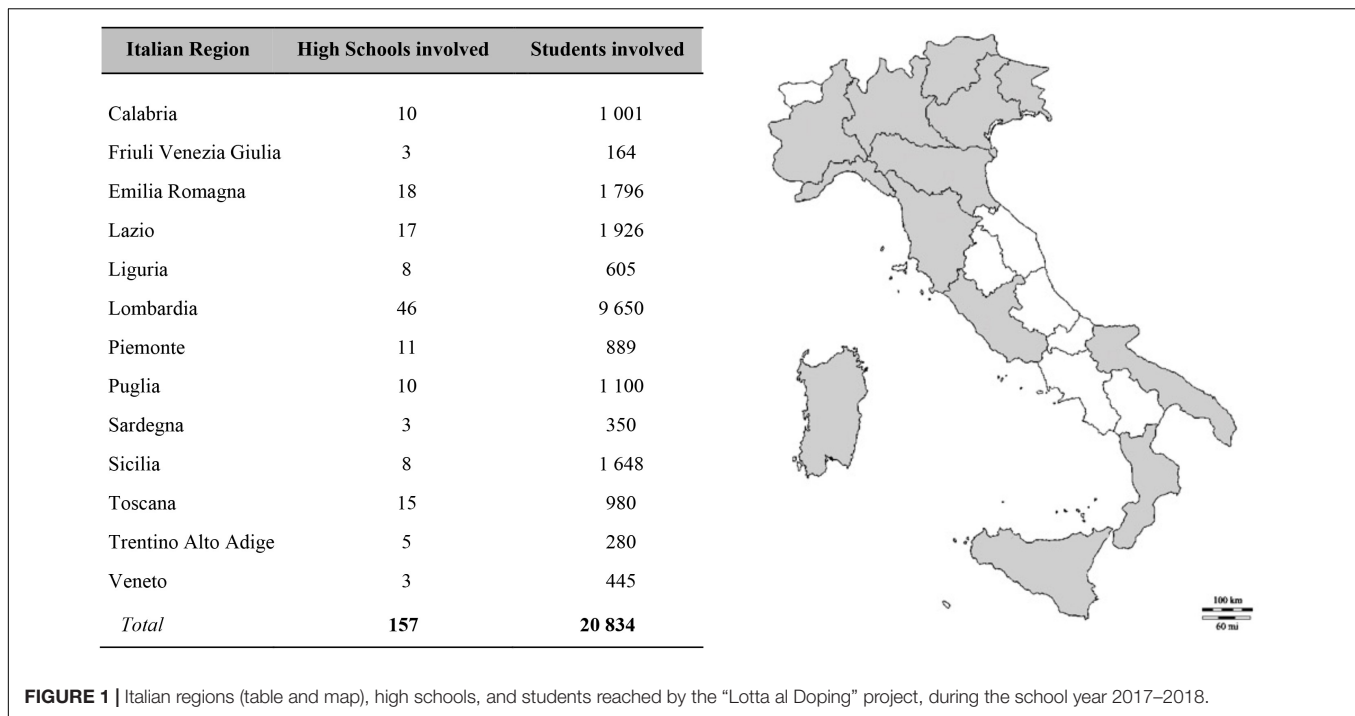 Italian Region High Schools involved Students involved
Calabria 10 1 001
Friuli Venezia Giulia 3 164
Emilia Romagna 18 1 796
Lazio 17 1 926
Liguria 8 605
Lombardia 46 9 650
Piemonte 11 889
Puglia 10 1 100
Sardegna 3 350
Sicilia 8 1 648
Toscana 15 980
Trentino Alto Adige 5 280
Veneto 3 445
Total 157 20 834
100 km
60 mi
FIGURE 1 | Italian regions (table and map), high schools, and students reached by the “Lotta al Doping” project, during the school year 2017–2018.